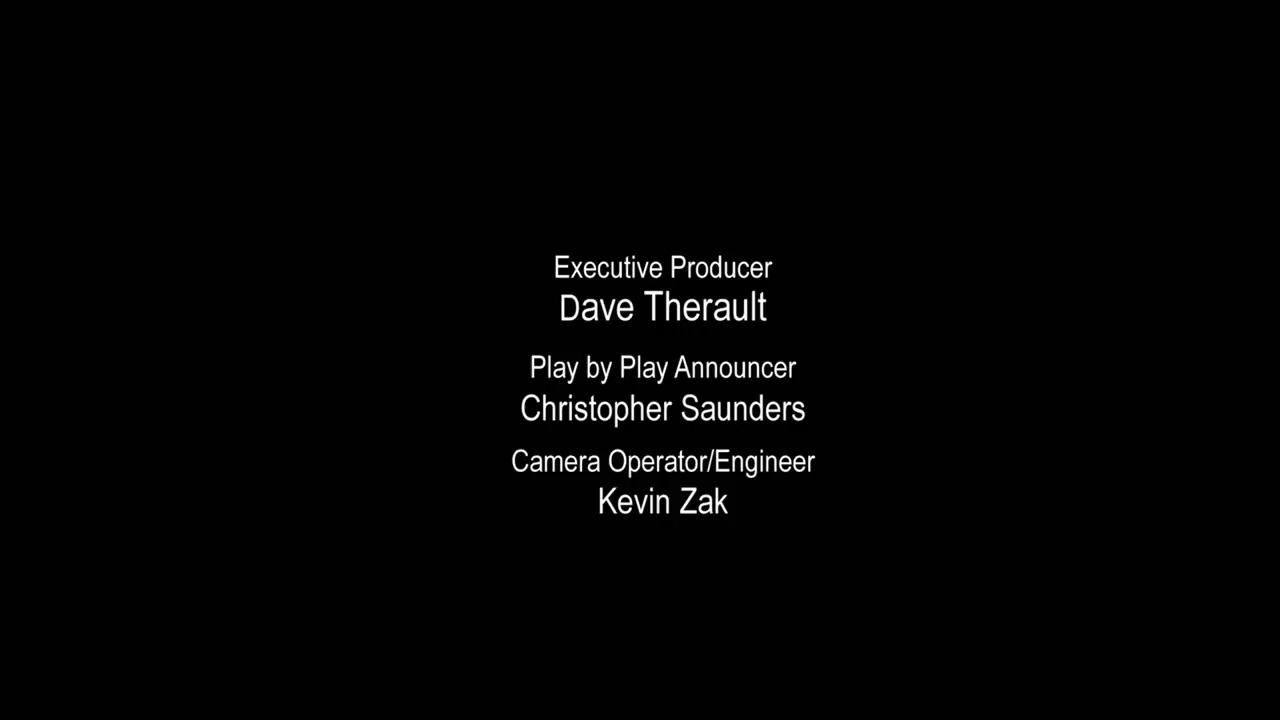 Executive Producer
Dave Therault
Play by Play Announcer
Christopher Saunders
Camera Operator/Engineer
Kevin Zak